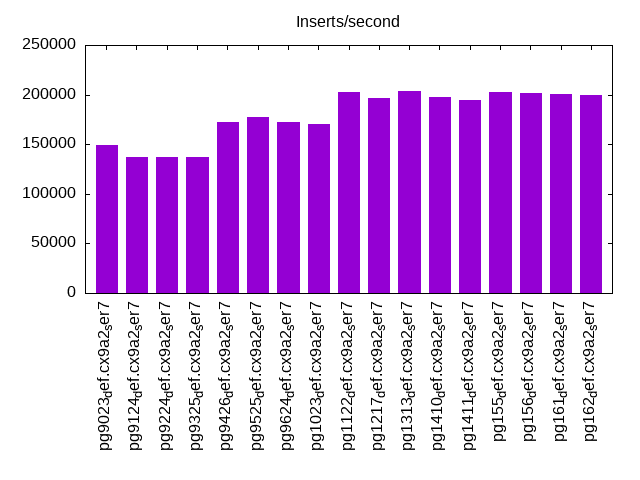 Inserts/second
250000
200000
150000
100000
50000
0
pg9023def.cx9a2ser7
pg9124def.cx9a2ser7
pg9224def.cx9a2ser7
pg9325def.cx9a2ser7
pg9426def.cx9a2ser7
pg9525def.cx9a2ser7
pg9624def.cx9a2ser7
pg1023def.cx9a2ser7
pg1122def.cx9a2ser7
pg1217def.cx9a2ser7
pg1313def.cx9a2ser7
pg1410def.cx9a2ser7
pg1411def.cx9a2ser7
pg155def.cx9a2ser7
pg156def.cx9a2ser7
pg161def.cx9a2ser7
pg162def.cx9a2ser7